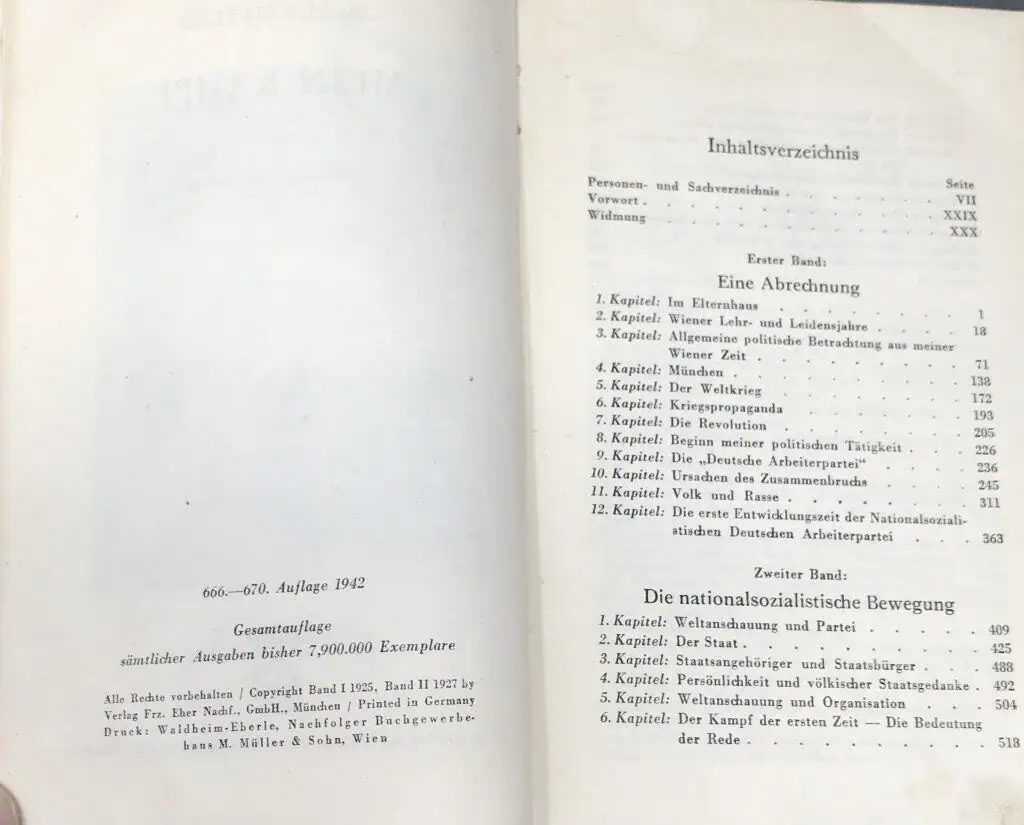 666.—670. Auflage 1942
Gesamtauflage
sämtlicher Ausgaben bisher 7,900.000 Exemplare
Alle Rechte vorbehalten / Copyright Band I 1925, Band II 1927 by
Verlag Frz. Eher Nachf., GmbH., München / Printed in Germany
Druck: Waldheim-Eberle, Nachfolger Buchgewerbe-
haus M. Müller & Sohn, Wien
Inhaltsverzeichnis
Seite
Personen- und Sachverzeichnis . . . . . . . VII
Vorwort . . . . . . . . . . . . XXIX
Widmung . . . . . . . . . . . . XXX
Erster Band:
Eine Abrechnung
1. Kapitel: Im Elternhaus . . . . . . . . 1
2. Kapitel: Wiener Lehr- und Leidensjahre . . . . 18
3. Kapitel: Allgemeine politische Betrachtung aus meiner
Wiener Zeit . . . . . . . . 71
4. Kapitel: München . . . . . . . . . 138
5. Kapitel: Der Weltkrieg . . . . . . . 172
6. Kapitel: Kriegspropaganda . . . . . . 193
7. Kapitel: Die Revolution . . . . . . . 205
8. Kapitel: Beginn meiner politischen Tätigkeit . . . 226
9. Kapitel: Die „Deutsche Arbeiterpartei“ . . . . 236
10. Kapitel: Ursachen des Zusammenbruchs . . . . 245
11. Kapitel: Volk und Rasse . . . . . . . 311
12. Kapitel: Die erste Entwicklungszeit der Nationalsoziali-
stischen Deutschen Arbeiterpartei . . . 363
Zweiter Band:
Die nationalsozialistische Bewegung
1. Kapitel: Weltanschauung und Partei . . . . . 409
2. Kapitel: Der Staat . . . . . . . . . 425
3. Kapitel: Staatsangehöriger und Staatsbürger . . . 488
4. Kapitel: Persönlichkeit und völkischer Staatsgedanke . 492
5. Kapitel: Weltanschauung und Organisation . . . 504
6. Kapitel: Der Kampf der ersten Zeit — Die Bedeutung
der Rede . . . . . . . . . . 518